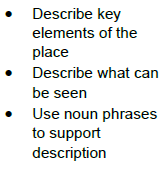 • Describe key
elements of the
place
• Describe what can
be seen
• Use noun phrases
to support
description